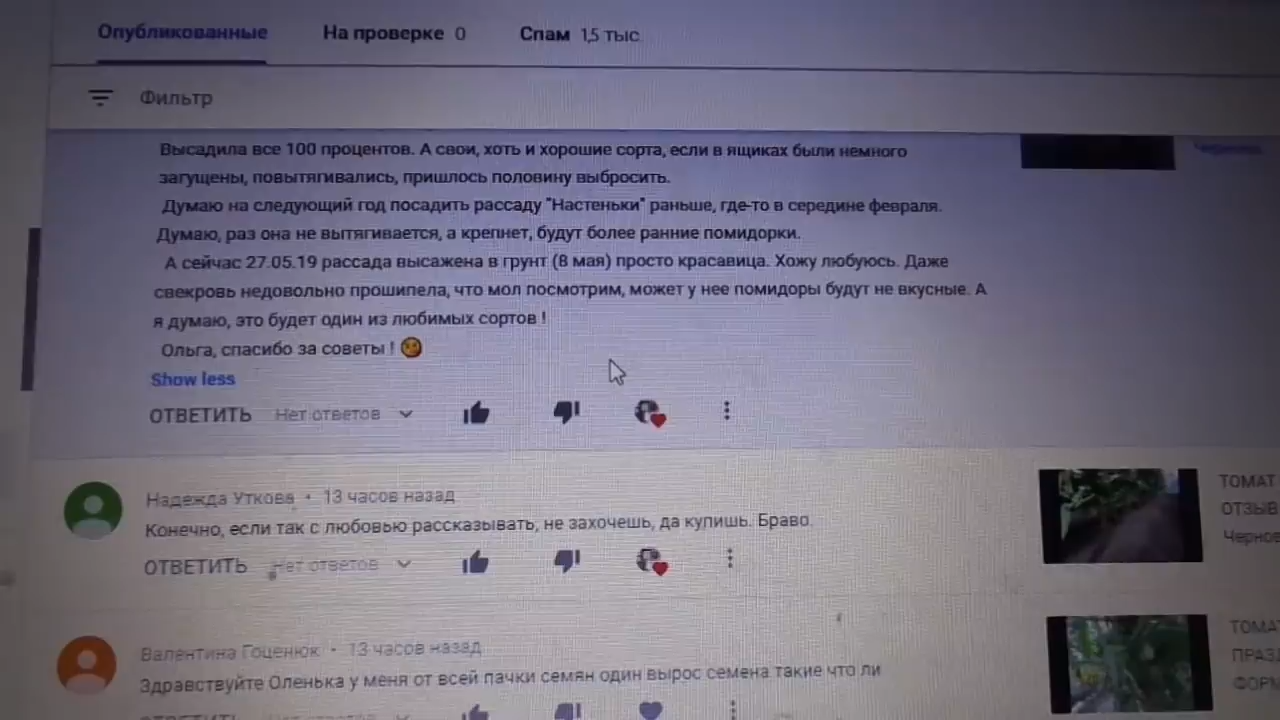 Опубликованные На проверке 0 Спам 1,5 тыс.
Фильтр
Высадила все 100 процентов. А свои, хоть и хорошие сорта, если в ящиках были немного
загущены, повытягивались, пришлось половину выбросить.
Думаю на следующий год посадить рассаду "Настеньки" раньше, где-то в середине февраля.
Думаю, раз она не вытягивается, а крепнет, будут более ранние помидорки.
А сейчас 27.05.19 рассада высажена в грунт (8 мая) просто красавица. Хожу любуюсь. Даже
свекровь недовольно прошипела, что мол посмотрим, может у нее помидоры будут не вкусные. А
я думаю, это будет один из любимых сортов !
Ольга, спасибо за советы !
Show less
ОТВЕТИТЬ Нет ответов
Надежда Уткова • 13 часов назад
Конечно, если так с любовью рассказывать, не захочешь, да купишь. Браво.
ОТВЕТИТЬ Нет ответов
ТОМАТ
ОТЗЫВ
Черно
Валентина Гоценюк • 13 часов назад
Здравствуйте Оленька у меня от всей пачки семян один вырос семена такие что ли
ОТВЕТИТЬ Нет ответов
ТОМА
ПРАЗ
ФОРМ